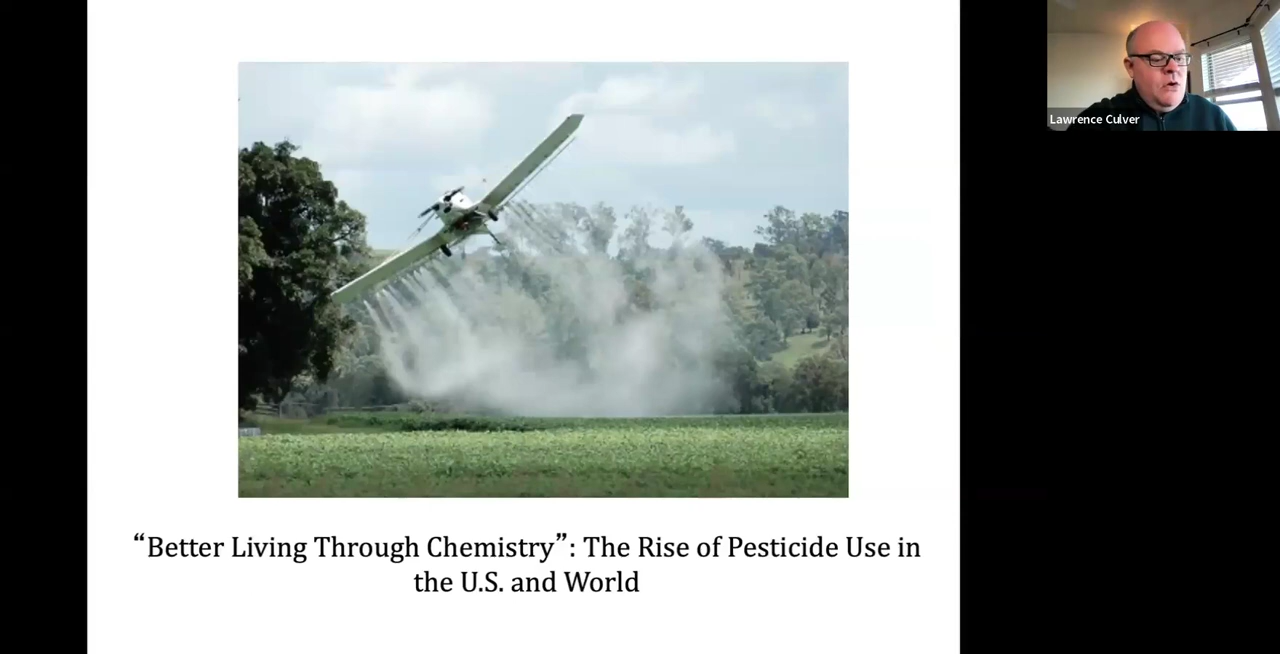 Lawrence Culver
“Better Living Through Chemistry”: The Rise of Pesticide Use in
the U.S. and World